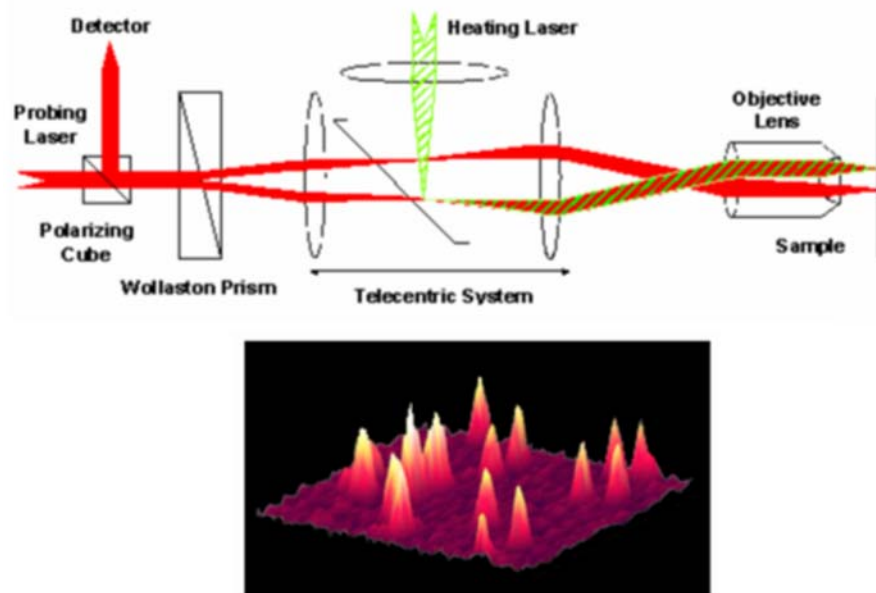 Detector
Heating Laser
Probing
Laser
Objective
Lens
Polarizing
Cube
Sample
Wollaston Prism
Telecentric System